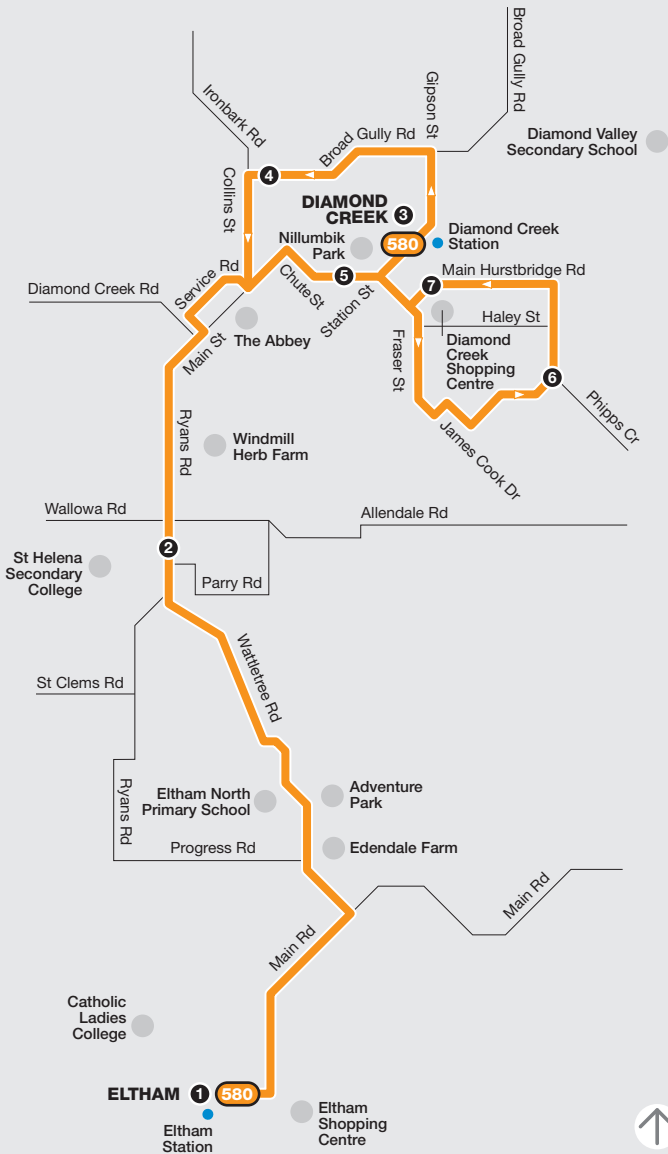 Broad Gully Rd
Ironbark Rd
Gipson St
Broad
Gully Rd
Diamond Valley
Secondary School
4
Collins St
DIAMOND
CREEK 3
580
Nillumbik
Park
Diamond Creek
Station
Service Rd
Chute St
5
Station St
7
Main Hurstbridge Rd
Diamond Creek Rd
Main St
The Abbey
Haley St
Fraser St
Diamond
Creek
Shopping
Centre
6
Phipps Cr
James Cook Dr
Ryans Rd
Windmill
Herb Farm
Wallowa Rd
Allendale Rd
2
St Helena
Secondary
College
Parry Rd
Wattletree Rd
St Clems Rd
Ryans Rd
Eltham North
Primary School
Adventure
Park
Progress Rd
Edendale Farm
Main Rd
Main Rd
Catholic
Ladies
College
ELTHAM 1 580
Eltham
Station
Eltham
Shopping
Centre